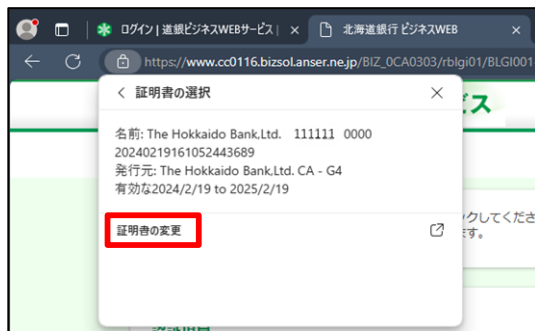 ログイン | 道銀ビジネスWEBサービス |
北海道銀行 ビジネスWEB
https://www.cc0116.bizsol.anser.ne.jp/BIZ_0CA0303/rblgi01/BLGI001
証明書の選択
ビス
名前: The Hokkaido Bank,Ltd. 111111 0000
20240219161052443689
発行元: The Hokkaido Bank,Ltd. CA - G4
有効な2024/2/19 to 2025/2/19
クしてくださ
ます。
証明書の変更